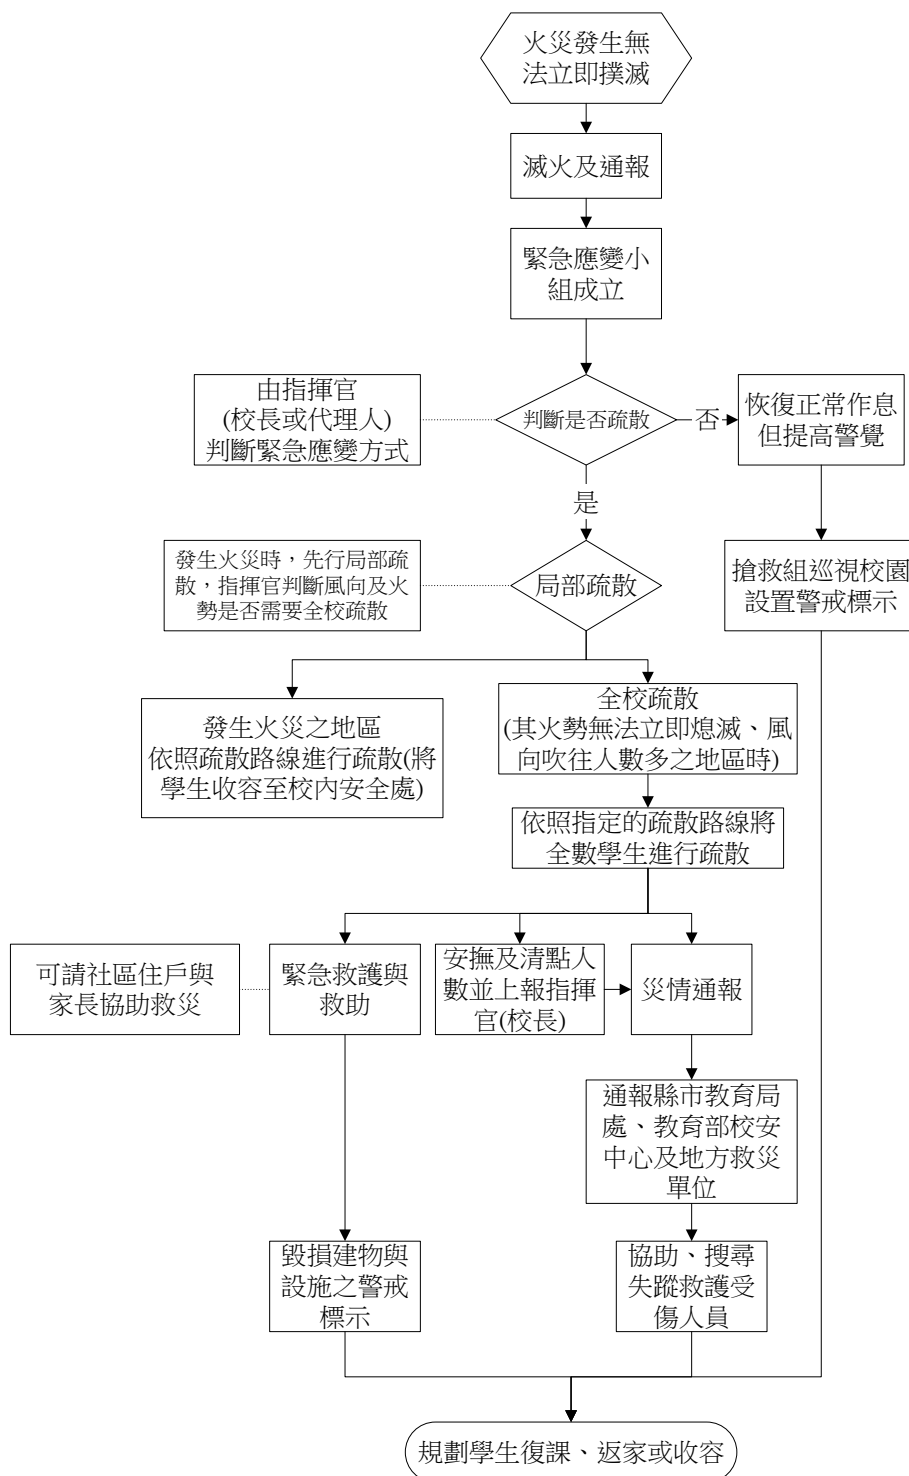 火災發生無
法立即撲滅
滅火及通報
緊急應變小
組成立
由指揮官
(校長或代理人)
判斷緊急應變方式
判斷是否疏散
否
恢復正常作息
但提高警覺
是
發生火災時，先行局部疏
散，指揮官判斷風向及火
勢是否需要全校疏散
局部疏散
搶救組巡視校園
設置警戒標示
發生火災之地區
依照疏散路線進行疏散(將
學生收容至校內安全處)
全校疏散
(其火勢無法立即熄滅、風
向吹往人數多之地區時)
依照指定的疏散路線將
全數學生進行疏散
可請社區住戶與
家長協助救災
緊急救護與
救助
安撫及清點人
數並上報指揮
官(校長)
災情通報
通報縣市教育局
處、教育部校安
中心及地方救災
單位
毀損建物與
設施之警戒
標示
協助、搜尋
失蹤救護受
傷人員
規劃學生復課、返家或收容